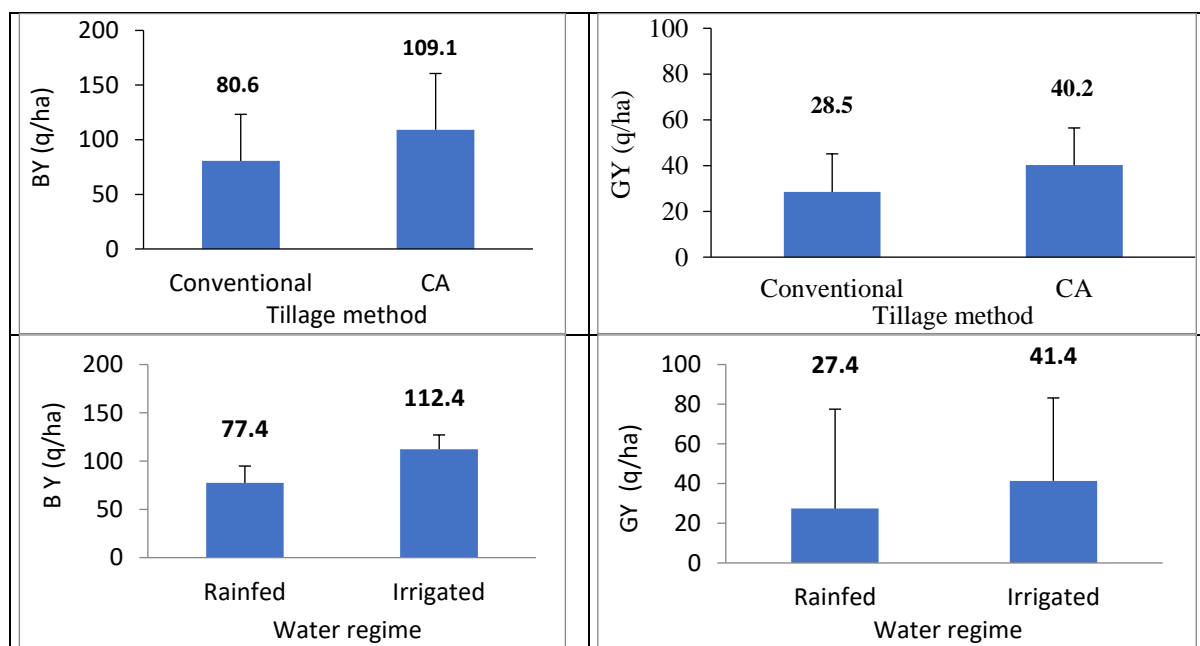 BY (q/ha)
200
150
100
50
0
80.6
109.1
Conventional CA
Tillage method
GY (q/ha)
100
80
60
40
20
0
28.5
40.2
Conventional CA
Tillage method
B Y (q/ha)
200
150
100
50
0
77.4
112.4
Rainfed Irrigated
Water regime
GY (q/ha)
100
80
60
40
20
0
27.4
41.4
Rainfed Irrigated
Water regime